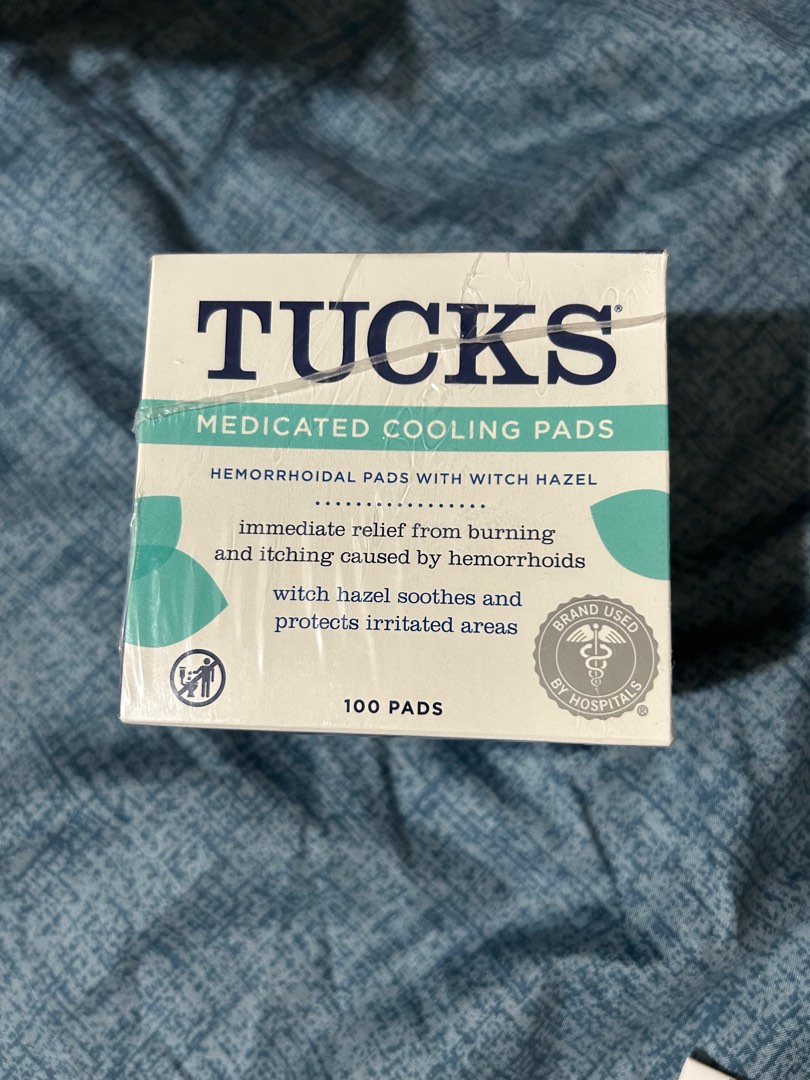 TUCKS®
MEDICATED COOLING PADS
HEMORRHOIDAL PADS WITH WITCH HAZEL
immediate relief from burning
and itching caused by hemorrhoids
witch hazel soothes and
protects irritated areas
BRAND USED
BY HOSPITALS®
100 PADS